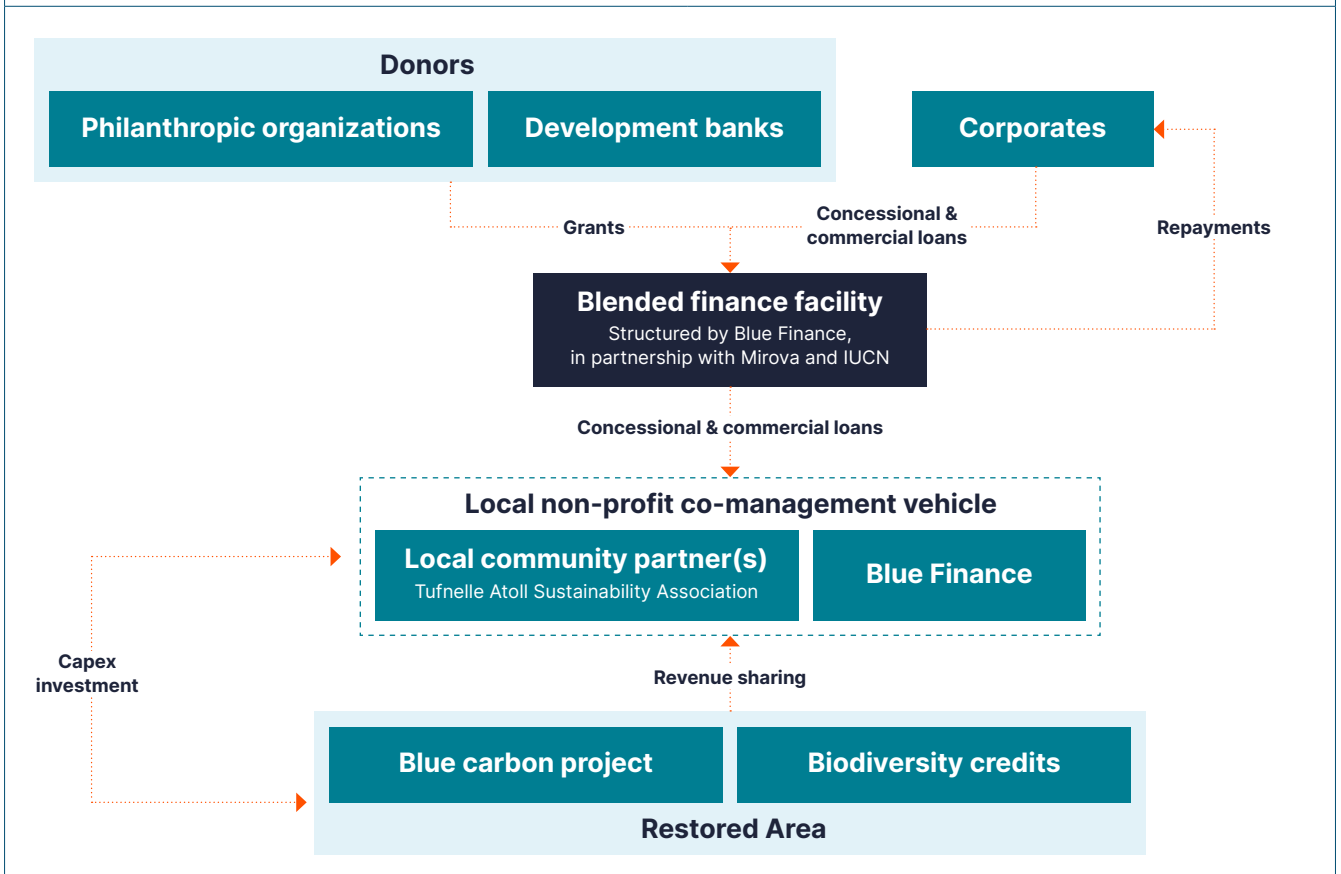 Donors
Philanthropic organizations
Development banks
Corporates
Grants
Concessional &
commercial loans
Repayments
Blended finance facility
Structured by Blue Finance,
in partnership with Mirova and IUCN
Concessional & commercial loans
Local non-profit co-management vehicle
Local community partner(s)
Tufnelle Atoll Sustainability Association
Blue Finance
Capex
investment
Revenue sharing
Blue carbon project
Biodiversity credits
Restored Area